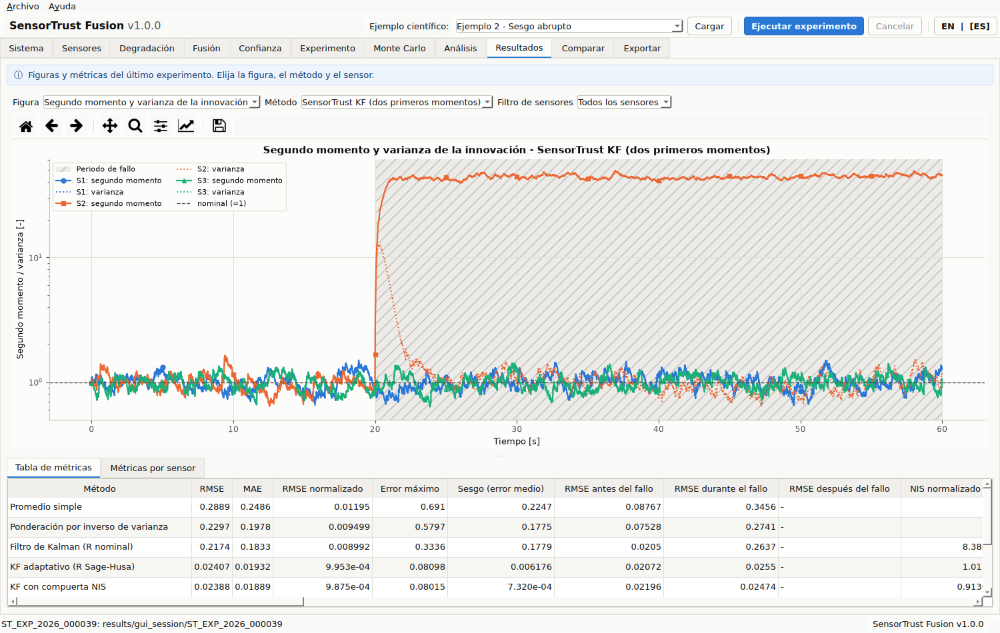 Archivo Ayuda
SensorTrust Fusion v1.0.0
Ejemplo científico: Ejemplo 2 - Sesgo abrupto Cargar Ejecutar experimento Cancelar EN | [ES]
Sistema Sensores Degradación Fusión Confianza Experimento Monte Carlo Análisis Resultados Comparar Exportar
Figuras y métricas del último experimento. Elija la figura, el método y el sensor.
Figura Segundo momento y varianza de la innovación Método SensorTrust KF (dos primeros momentos) Filtro de sensores Todos los sensores
Segundo momento y varianza de la innovación - SensorTrust KF (dos primeros momentos)
Periodo de fallo
S1: segundo momento
S1: varianza
S2: segundo momento
S2: varianza
S3: segundo momento
S3: varianza
nominal (=1)
Segundo momento / varianza [-]
10¹
10⁰
0 10 20 30 40 50 60
Tiempo [s]
Tabla de métricas Métricas por sensor
Método RMSE MAE RMSE normalizado Error máximo Sesgo (error medio) RMSE antes del fallo RMSE durante el fallo RMSE después del fallo NIS normalizado
Promedio simple 0.2889 0.2486 0.01195 0.691 0.2247 0.08767 0.3456 -
Ponderación por inverso de varianza 0.2297 0.1978 0.009499 0.5797 0.1775 0.07528 0.2741 -
Filtro de Kalman (R nominal) 0.2174 0.1833 0.008992 0.3336 0.1779 0.0205 0.2637 - 8.38
KF adaptativo (R Sage-Husa) 0.02407 0.01932 9.953e-04 0.08098 0.006176 0.02072 0.0255 - 1.01
KF con compuerta NIS 0.02388 0.01889 9.875e-04 0.08015 7.320e-04 0.02196 0.02474 - 0.913
ST_EXP_2026_000039: results/gui_session/ST_EXP_2026_000039
SensorTrust Fusion v1.0.0